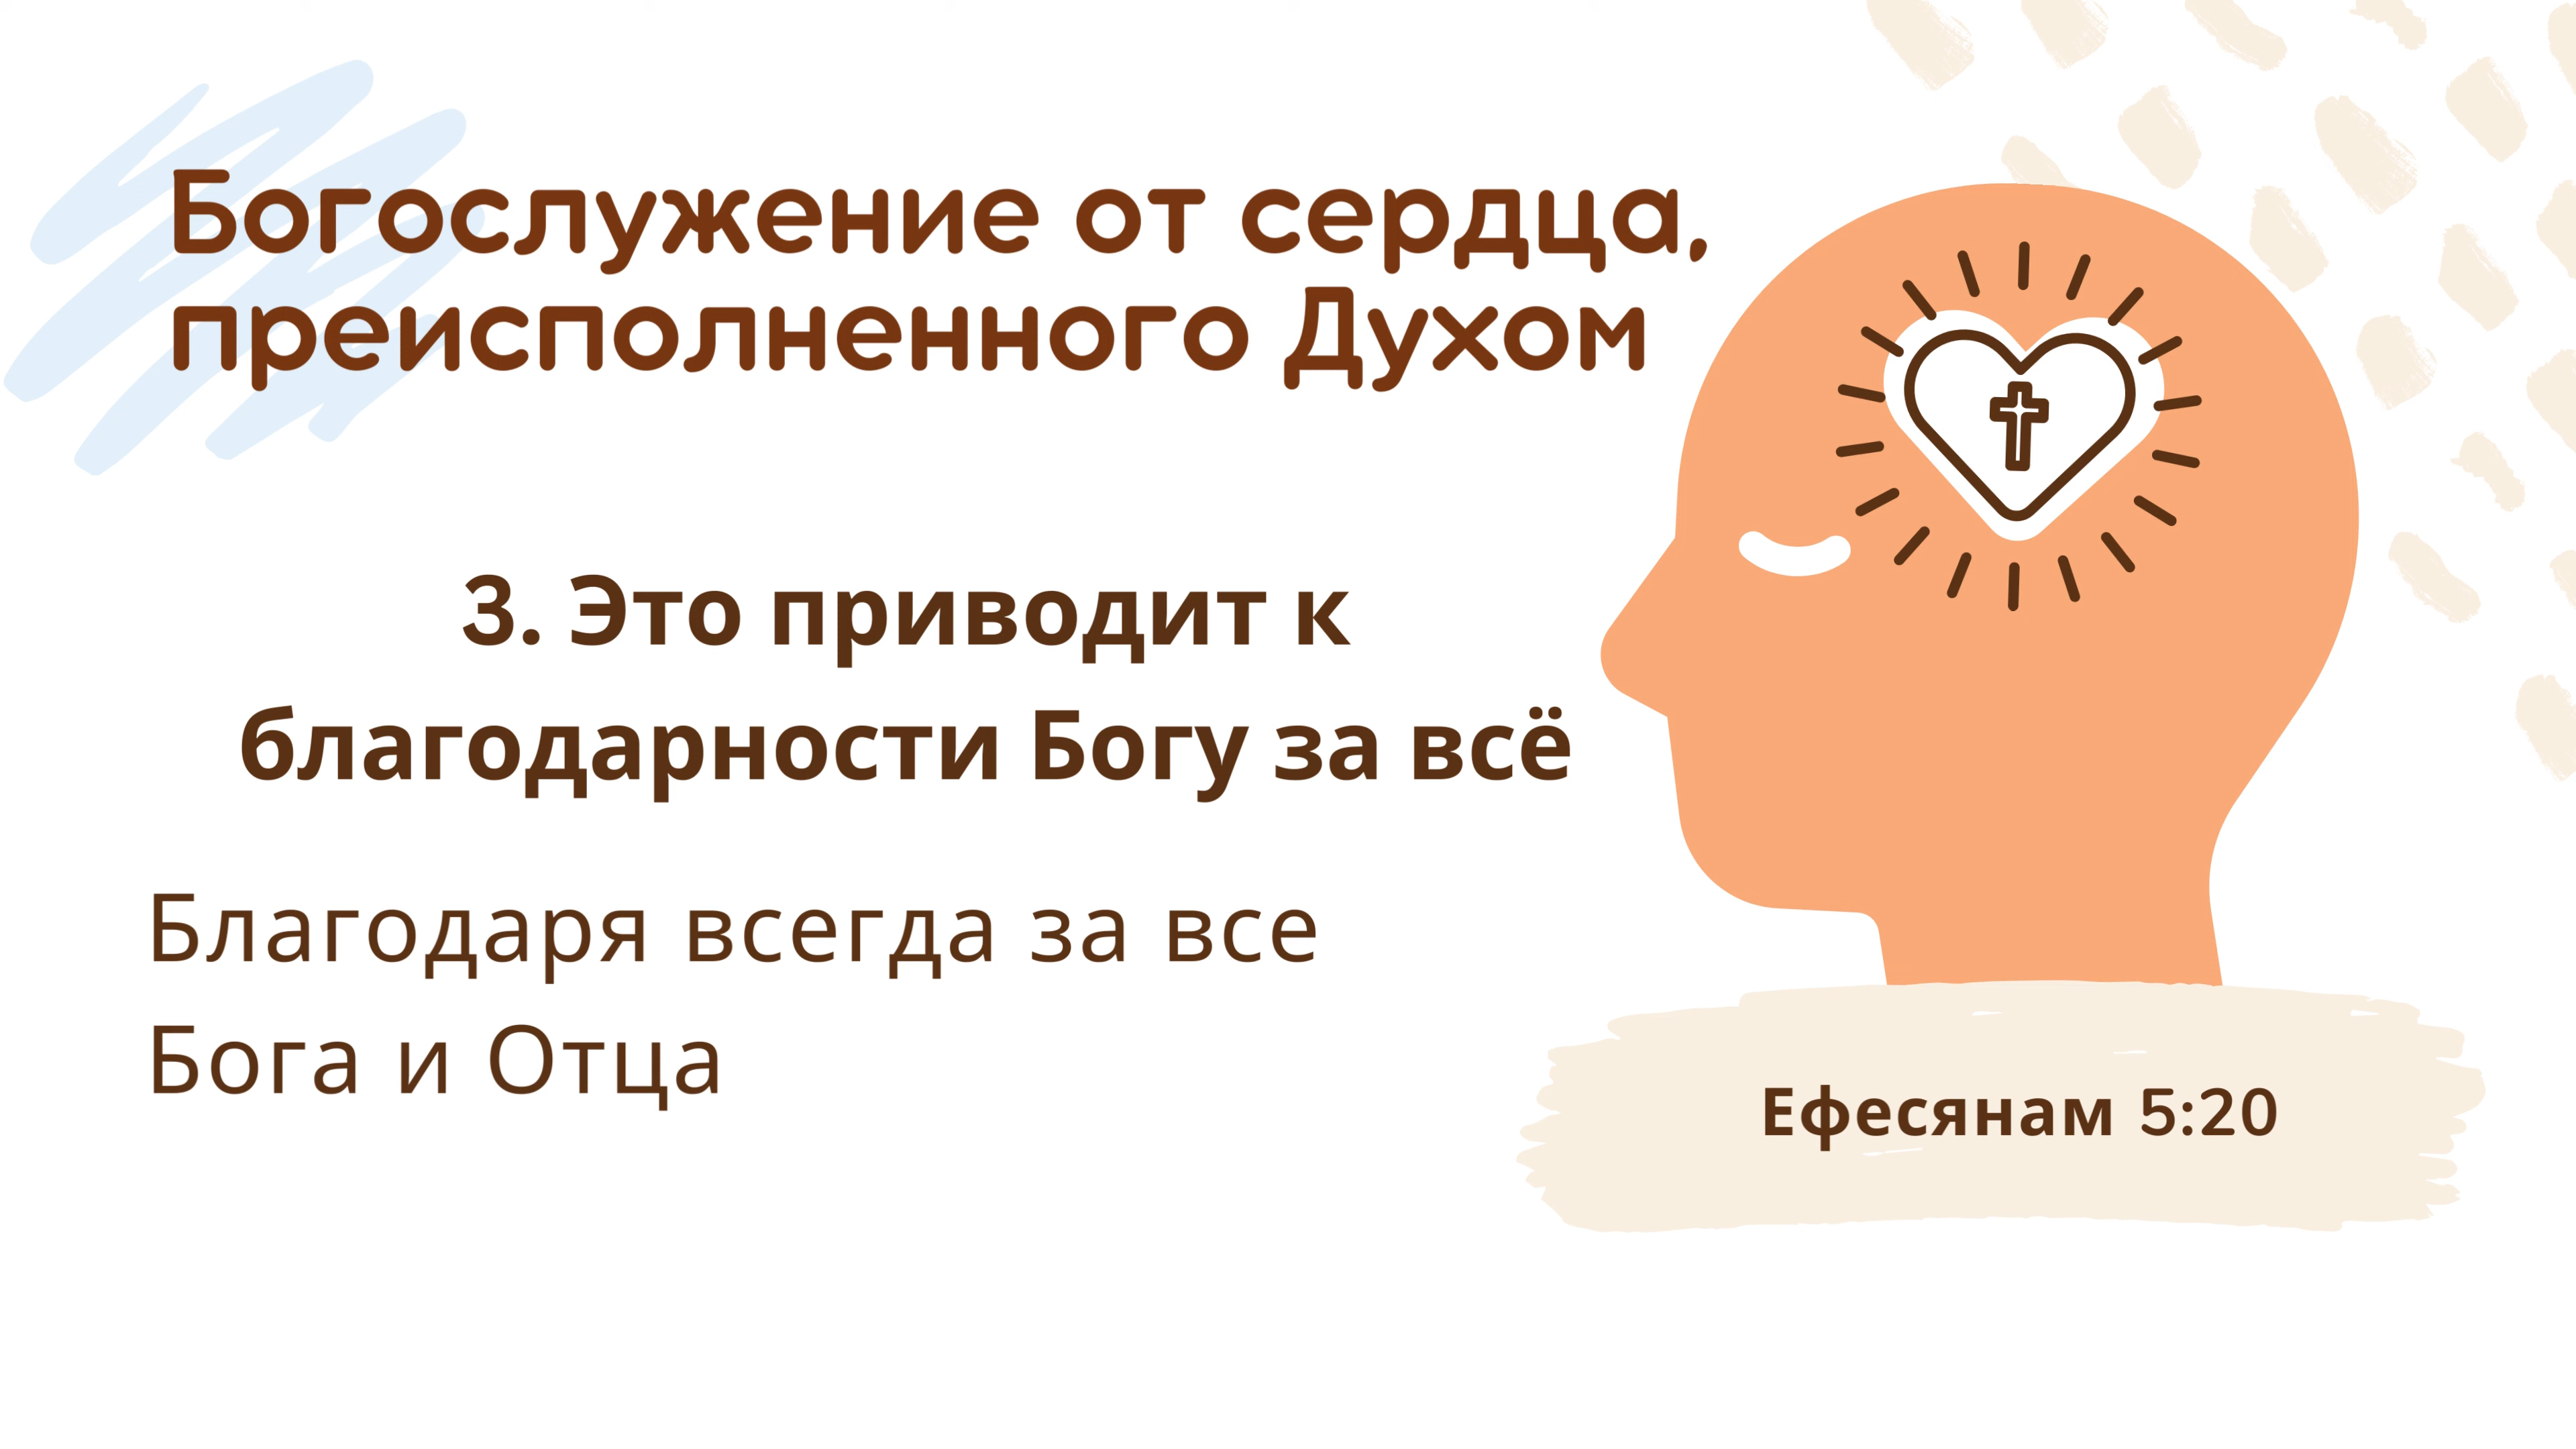 Богослужение от сердца,
преисполненного Духом
3. Это приводит к
благодарности Богу за всё
Благодаря всегда за все
Бога и Отца
Ефесянам 5:20